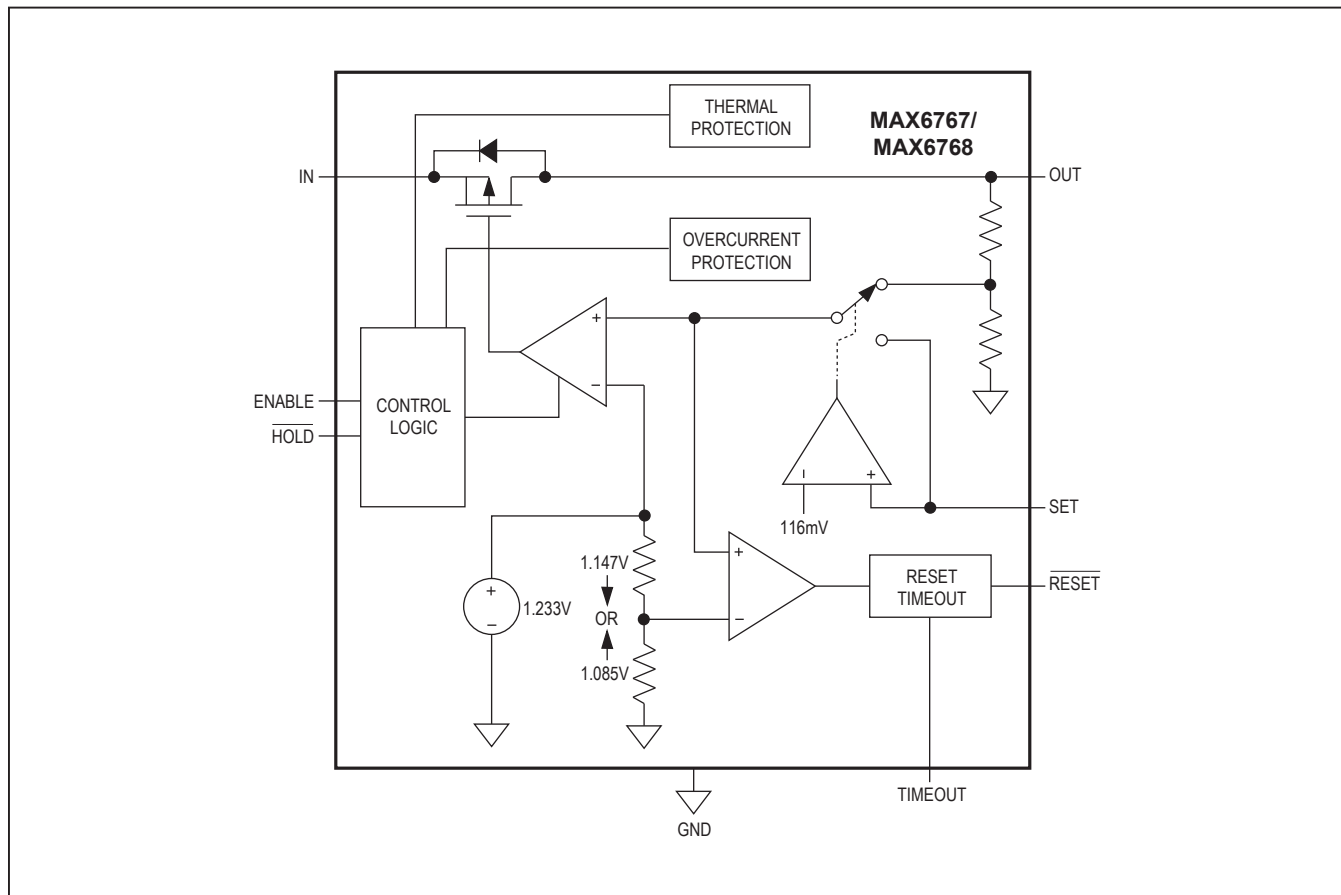 THERMAL
PROTECTION
MAX6767/
MAX6768
IN
OUT
OVERCURRENT
PROTECTION
+
−
ENABLE
HOLD
CONTROL
LOGIC
− +
116mV
SET
1.147V
OR
1.085V
+
−
1.233V
+
−
RESET
TIMEOUT
RESET
TIMEOUT
GND